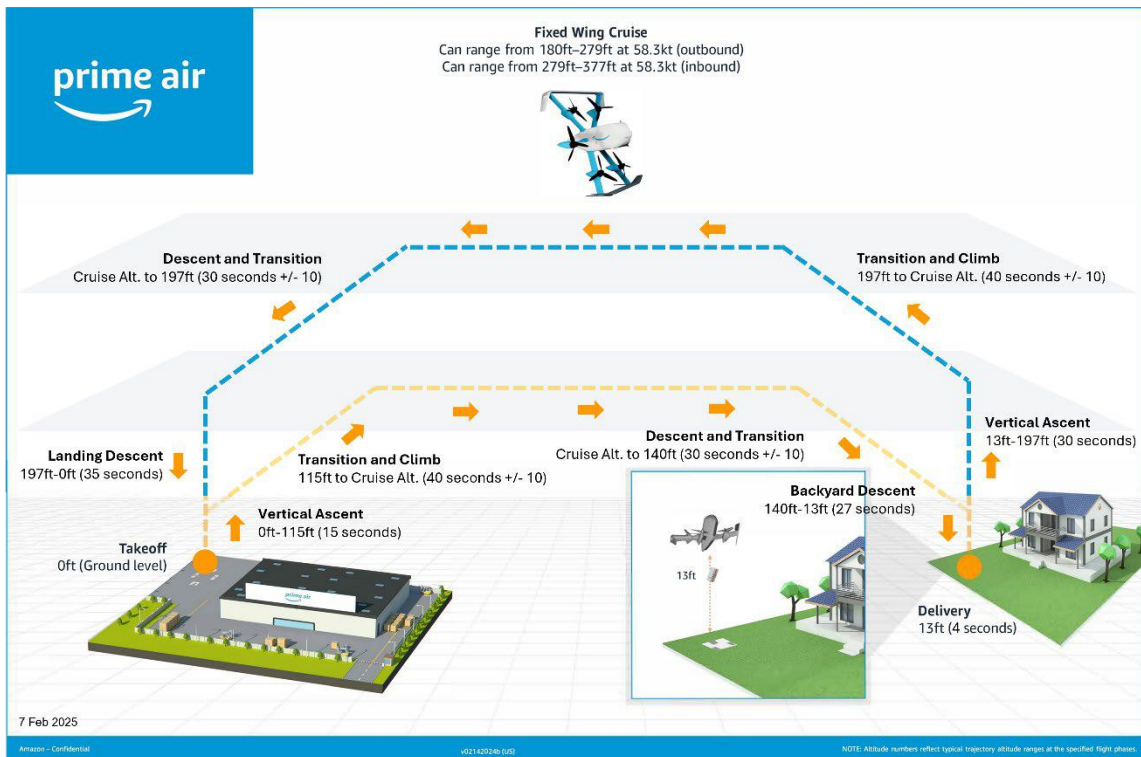 prime air
Fixed Wing Cruise
Can range from 180ft–279ft at 58.3kt (outbound)
Can range from 279ft–377ft at 58.3kt (inbound)
Descent and Transition
Cruise Alt. to 197ft (30 seconds +/- 10)
Transition and Climb
197ft to Cruise Alt. (40 seconds +/- 10)
Landing Descent
197ft-0ft (35 seconds)
Transition and Climb
115ft to Cruise Alt. (40 seconds +/- 10)
Descent and Transition
Cruise Alt. to 140ft (30 seconds +/- 10)
Vertical Ascent
13ft-197ft (30 seconds)
Vertical Ascent
0ft-115ft (15 seconds)
Backyard Descent
140ft-13ft (27 seconds)
Takeoff
0ft (Ground level)
prime air
13ft
Delivery
13ft (4 seconds)
7 Feb 2025
Amazon – Confidential
v02142024b (US)
NOTE: Altitude numbers reflect typical trajectory altitude ranges at the specified flight phases.